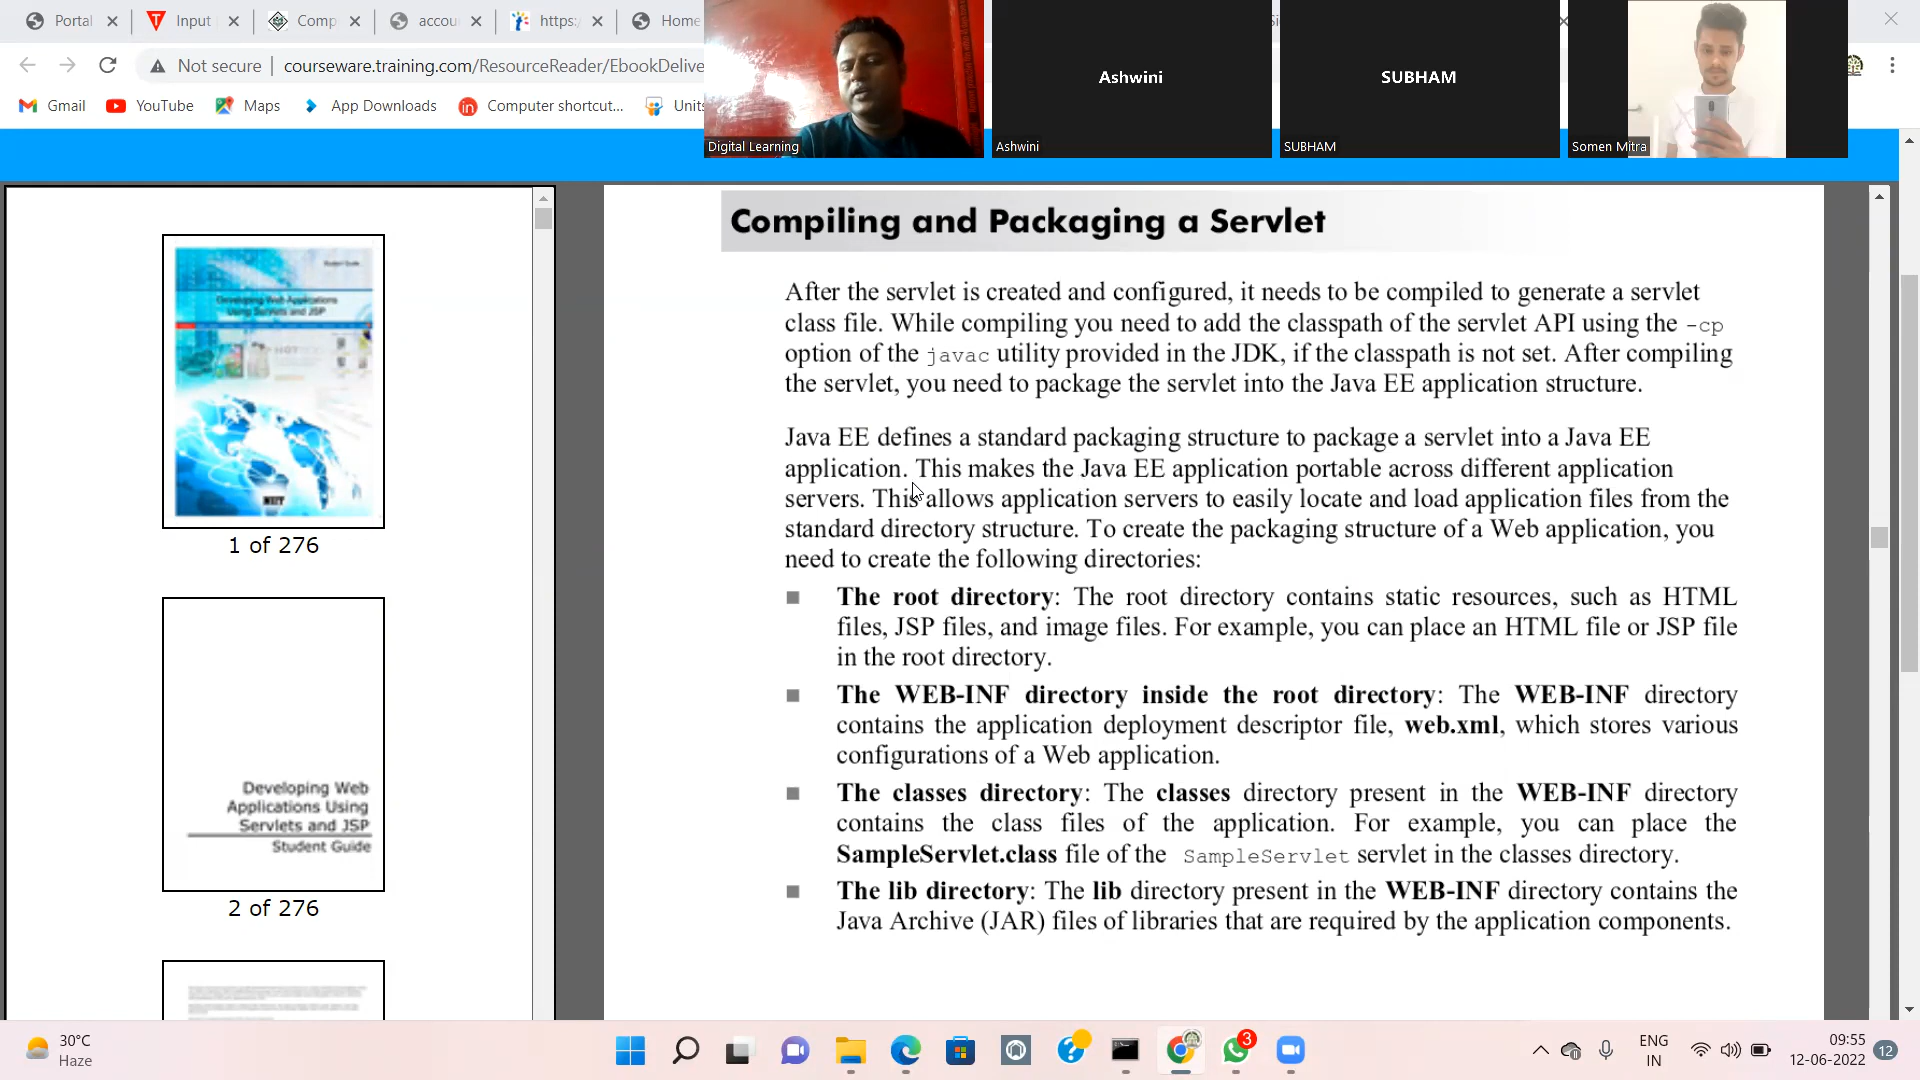 Portal
Input
Comp
accou
https:
Home
Not secure
courseware.training.com/ResourceReader/EbookDelive
Gmail
YouTube
Maps
App Downloads
Computer shortcut...
Units
Digital Learning
Ashwini
Ashwini
SUBHAM
SUBHAM
Somen Mitra
Developing Web Applications
Using Servlets and JSP
NIIT
1 of 276
Developing Web
Applications Using
Servlets and JSP
Student Guide
2 of 276
Compiling and Packaging a Servlet
After the servlet is created and configured, it needs to be compiled to generate a servlet
class file. While compiling you need to add the classpath of the servlet API using the -cp
option of the javac utility provided in the JDK, if the classpath is not set. After compiling
the servlet, you need to package the servlet into the Java EE application structure.
Java EE defines a standard packaging structure to package a servlet into a Java EE
application. This makes the Java EE application portable across different application
servers. This allows application servers to easily locate and load application files from the
standard directory structure. To create the packaging structure of a Web application, you
need to create the following directories:
The root directory: The root directory contains static resources, such as HTML
files, JSP files, and image files. For example, you can place an HTML file or JSP file
in the root directory.
The WEB-INF directory inside the root directory: The WEB-INF directory
contains the application deployment descriptor file, web.xml, which stores various
configurations of a Web application.
The classes directory: The classes directory present in the WEB-INF directory
contains the class files of the application. For example, you can place the
SampleServlet.class file of the SampleServlet servlet in the classes directory.
The lib directory: The lib directory present in the WEB-INF directory contains the
Java Archive (JAR) files of libraries that are required by the application components.
30°C
Haze
3
ENG
IN
09:55
12-06-2022
12